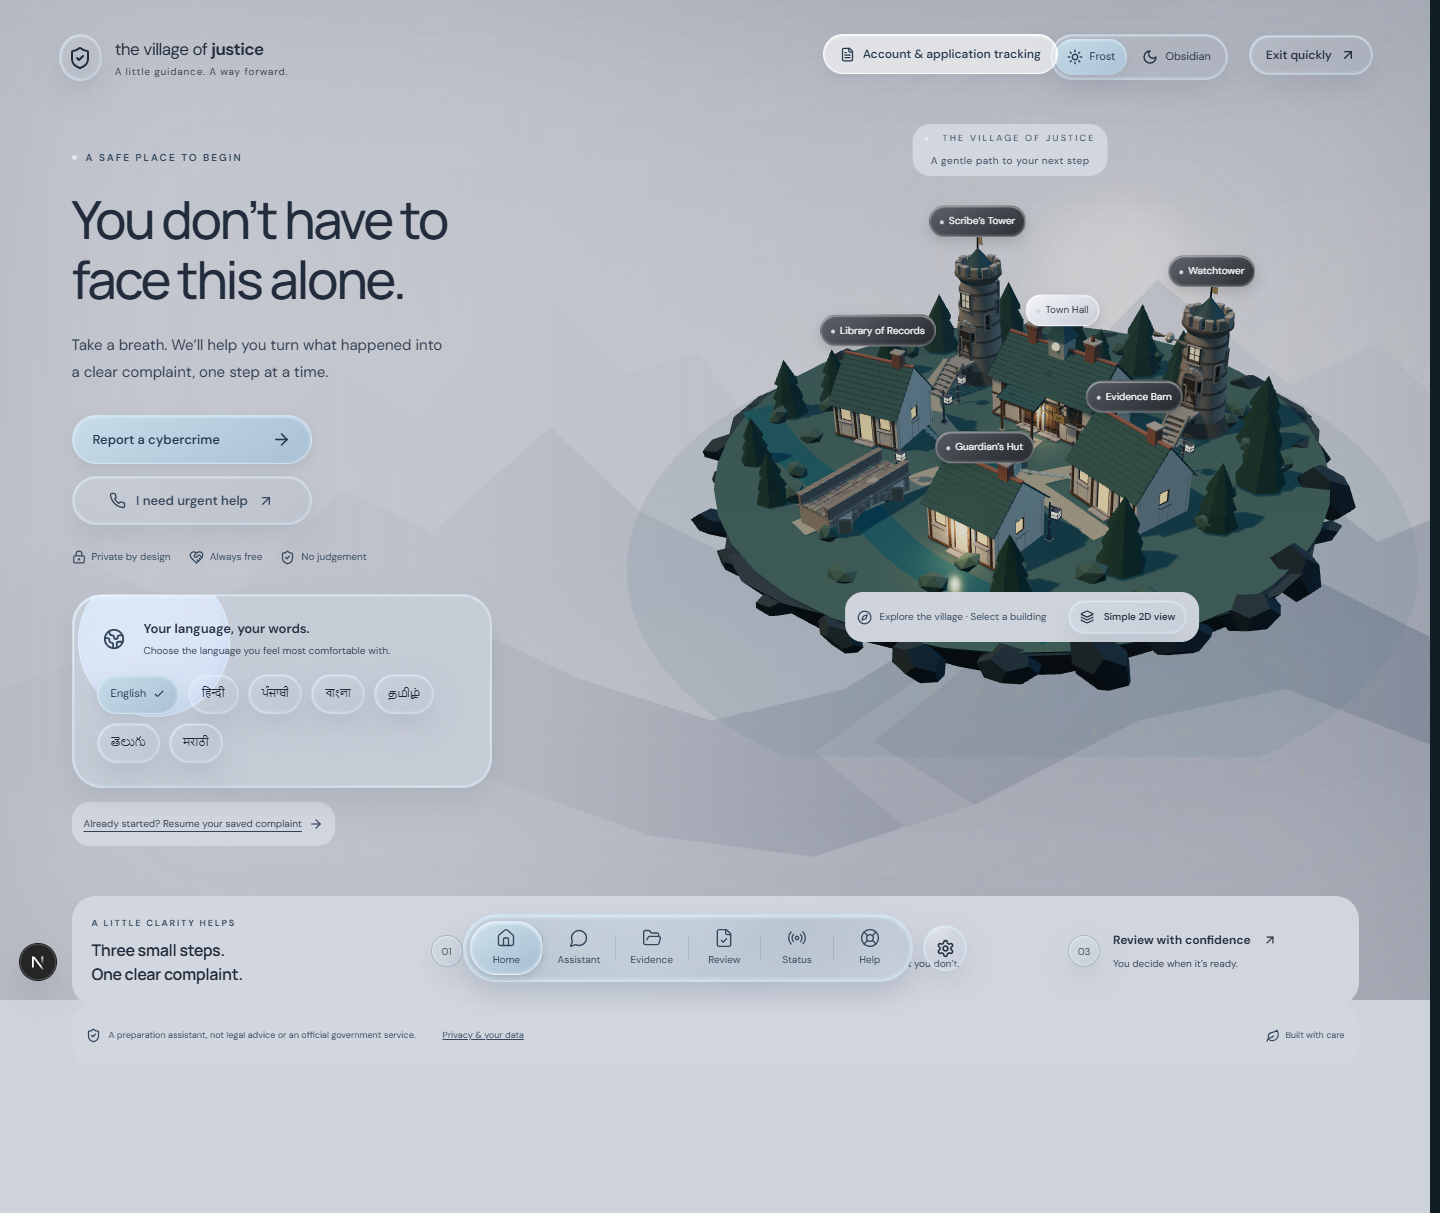 the village of justice
A little guidance. A way forward.
Account & application tracking
Frost
Obsidian
Exit quickly
A SAFE PLACE TO BEGIN
You don't have to
face this alone.
Take a breath. We'll help you turn what happened into
a clear complaint, one step at a time.
Report a cybercrime
I need urgent help
Private by design
Always free
No judgement
Your language, your words.
Choose the language you feel most comfortable with.
English
हिन्दी
ਪੰਜਾਬੀ
বাংলা
தமிழ்
తెలుగు
मराठी
Already started? Resume your saved complaint
THE VILLAGE OF JUSTICE
A gentle path to your next step
Scribe's Tower
Watchtower
Town Hall
Library of Records
Evidence Barn
Guardian's Hut
Explore the village · Select a building
Simple 2D view
A LITTLE CLARITY HELPS
Three small steps.
One clear complaint.
01
Home
Assistant
Evidence
Review
Status
Help
you don't.
03
Review with confidence
You decide when it's ready.
N
A preparation assistant, not legal advice or an official government service.
Privacy & your data
Built with care